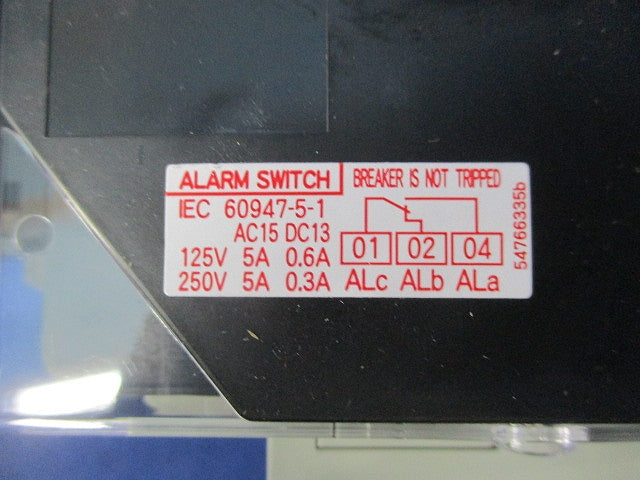 ALARM SWITCH
BREAKER IS NOT TRIPPED
IEC 60947-5-1
AC15 DC13
125V 5A 0.6A
250V 5A 0.3A
01 02 04
ALc ALb ALa
54766335b